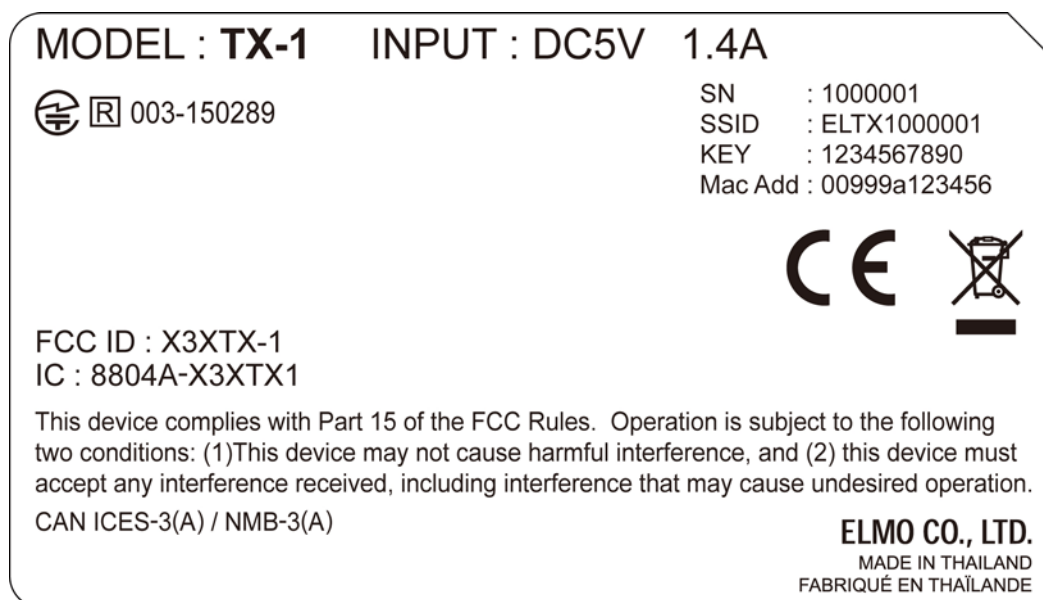 MODEL : TX-1 INPUT : DC5V 1.4A
R 003-150289
SN : 1000001
SSID : ELTX1000001
KEY : 1234567890
Mac Add : 00999a123456
CE
FCC ID : X3XTX-1
IC : 8804A-X3XTX1
This device complies with Part 15 of the FCC Rules. Operation is subject to the following
two conditions: (1)This device may not cause harmful interference, and (2) this device must
accept any interference received, including interference that may cause undesired operation.
CAN ICES-3(A) / NMB-3(A)
ELMO CO., LTD.
MADE IN THAILAND
FABRIQUÉ EN THAÏLANDE